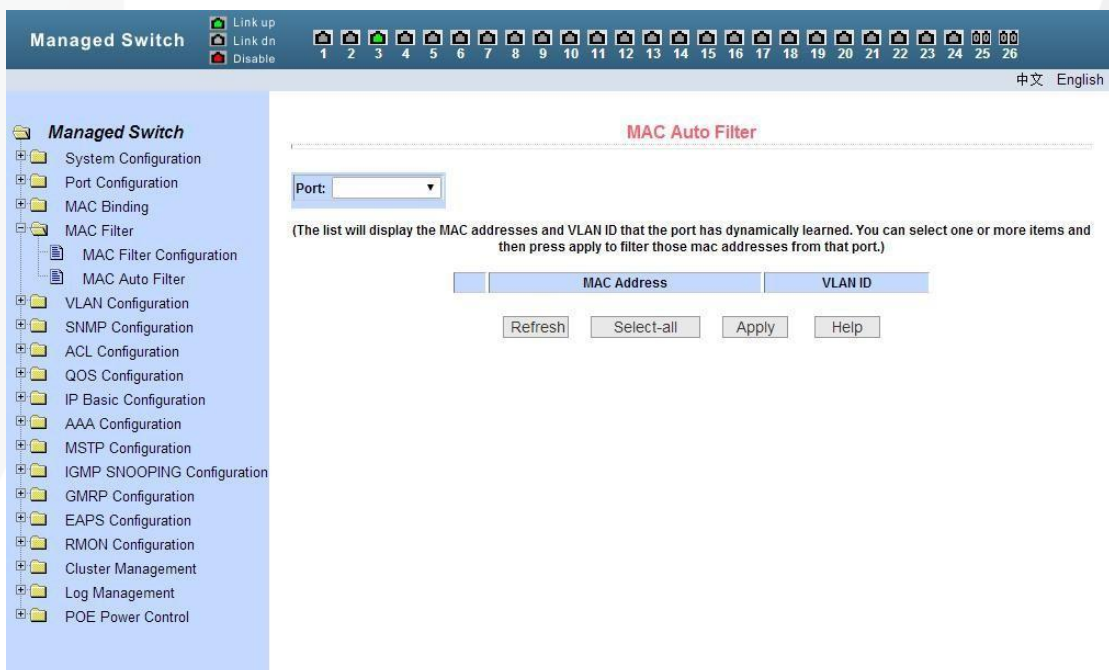 Managed Switch
Link up
Link dn
Disable
1 2 3 4 5 6 7 8 9 10 11 12 13 14 15 16 17 18 19 20 21 22 23 24 25 26
中文 English
Managed Switch
System Configuration
Port Configuration
MAC Binding
MAC Filter
MAC Filter Configuration
MAC Auto Filter
VLAN Configuration
SNMP Configuration
ACL Configuration
QOS Configuration
IP Basic Configuration
AAA Configuration
MSTP Configuration
IGMP SNOOPING Configuration
GMRP Configuration
EAPS Configuration
RMON Configuration
Cluster Management
Log Management
POE Power Control
MAC Auto Filter
Port:
(The list will display the MAC addresses and VLAN ID that the port has dynamically learned. You can select one or more items and
then press apply to filter those mac addresses from that port.)
MAC Address VLAN ID
Refresh Select-all Apply Help